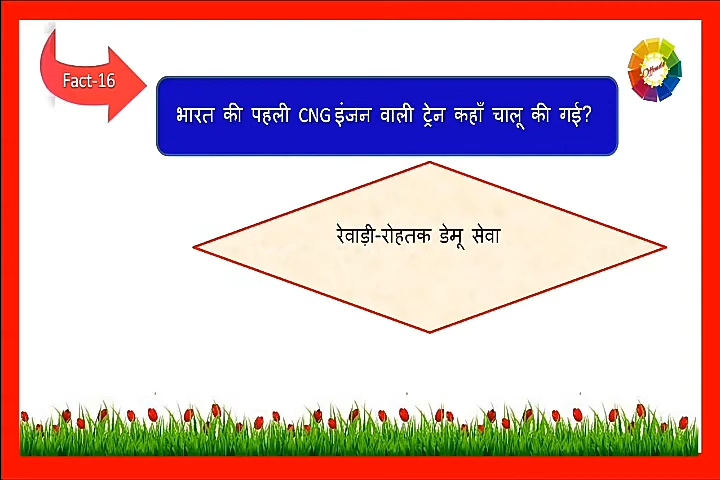 Fact-16
भारत की पहली CNG इंजन वाली ट्रेन कहाँ चालू की गई?
रेवाड़ी-रोहतक डेमू सेवा